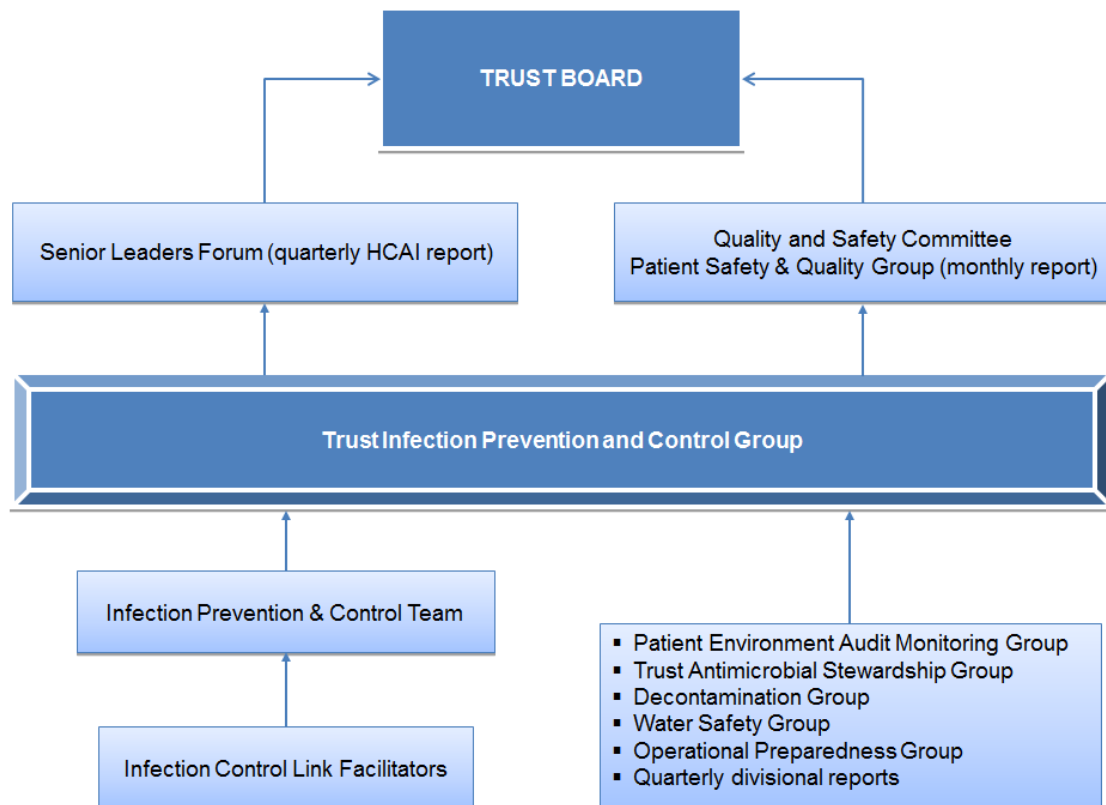 TRUST BOARD
Senior Leaders Forum (quarterly HCAI report)
Quality and Safety Committee
Patient Safety & Quality Group (monthly report)
Trust Infection Prevention and Control Group
Infection Prevention & Control Team
Infection Control Link Facilitators
▪ Patient Environment Audit Monitoring Group
▪ Trust Antimicrobial Stewardship Group
▪ Decontamination Group
▪ Water Safety Group
▪ Operational Preparedness Group
▪ Quarterly divisional reports